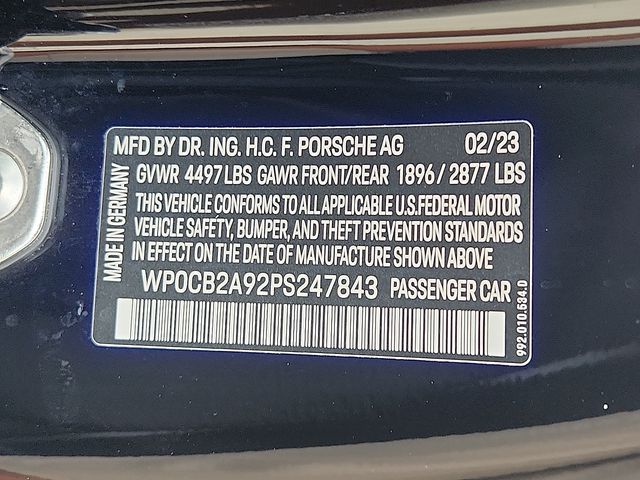 MFD BY DR. ING. H.C. F. PORSCHE AG 02/23
GVWR 4497 LBS GAWR FRONT/REAR 1896/2877 LBS
THIS VEHICLE CONFORMS TO ALL APPLICABLE U.S. FEDERAL MOTOR
VEHICLE SAFETY, BUMPER, AND THEFT PREVENTION STANDARDS
IN EFFECT ON THE DATE OF MANUFACTURE SHOWN ABOVE
WP0CB2A92PS247843 PASSENGER CAR
MADE IN GERMANY
992.010.534.D